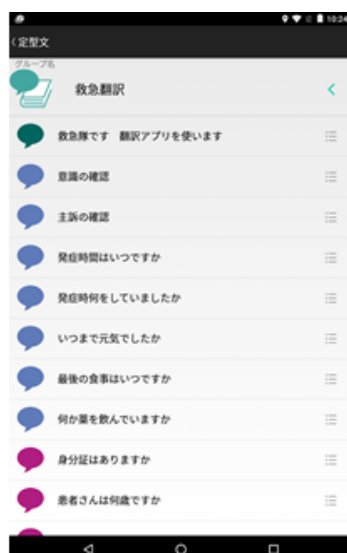 10:24
〈定型文
グループ名
救急翻訳
救急隊です　翻訳アプリを使います
意識の確認
主訴の確認
発症時間はいつですか
発症時何をしていましたか
いつまで元気でしたか
最後の食事はいつですか
何か薬を飲んでいますか
身分証はありますか
患者さんは何歳ですか